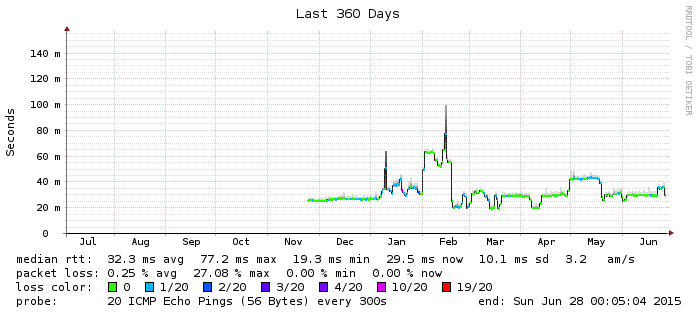 Last 360 Days
RRDTOOL / TOBI OETIKER
Seconds
140 m
120 m
100 m
80 m
60 m
40 m
20 m
0
Jul Aug Sep Oct Nov Dec Jan Feb Mar Apr May Jun
median rtt: 32.3 ms avg 77.2 ms max 19.3 ms min 29.5 ms now 10.1 ms sd 3.2 am/s
packet loss: 0.25 % avg 27.08 % max 0.00 % min 0.00 % now
loss color: 0 1/20 2/20 3/20 4/20 10/20 19/20
probe: 20 ICMP Echo Pings (56 Bytes) every 300s end: Sun Jun 28 00:05:04 2015